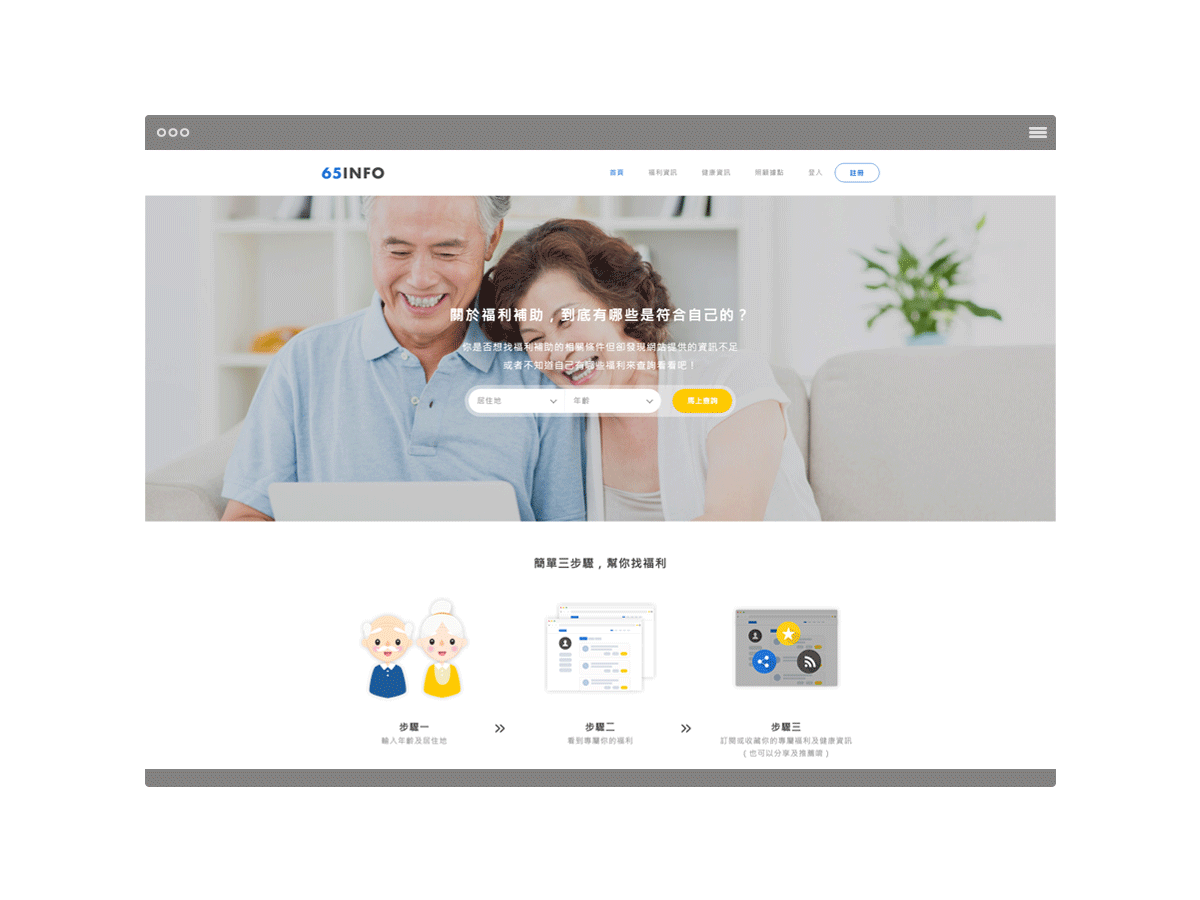 65INFO
首頁 福利資訊 健康資訊 照顧據點 登入 註冊
關於福利補助，到底有哪些是符合自己的？
你是否想找福利補助的相關條件但卻發現網站提供的資訊不足
或者不知道自己有哪些福利來查詢看看吧！
居住地 年齡 馬上查詢
簡單三步驟，幫你找福利
步驟一 步驟二 步驟三
輸入年齡及居住地 看到專屬你的福利 訂閱或收藏你的專屬福利及健康資訊
（也可以分享及推薦唷）